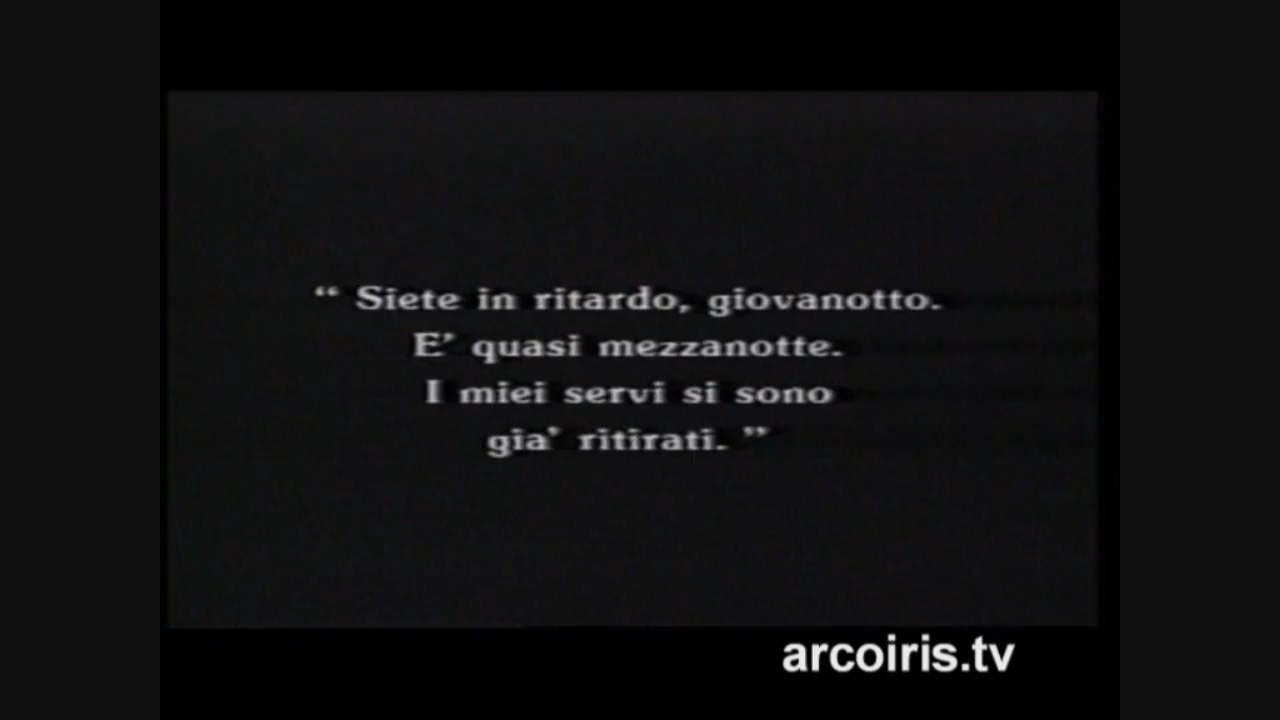 “ Siete in ritardo, giovanotto.
E’ quasi mezzanotte.
I miei servi si sono
gia’ ritirati. ”
arcoiris.tv